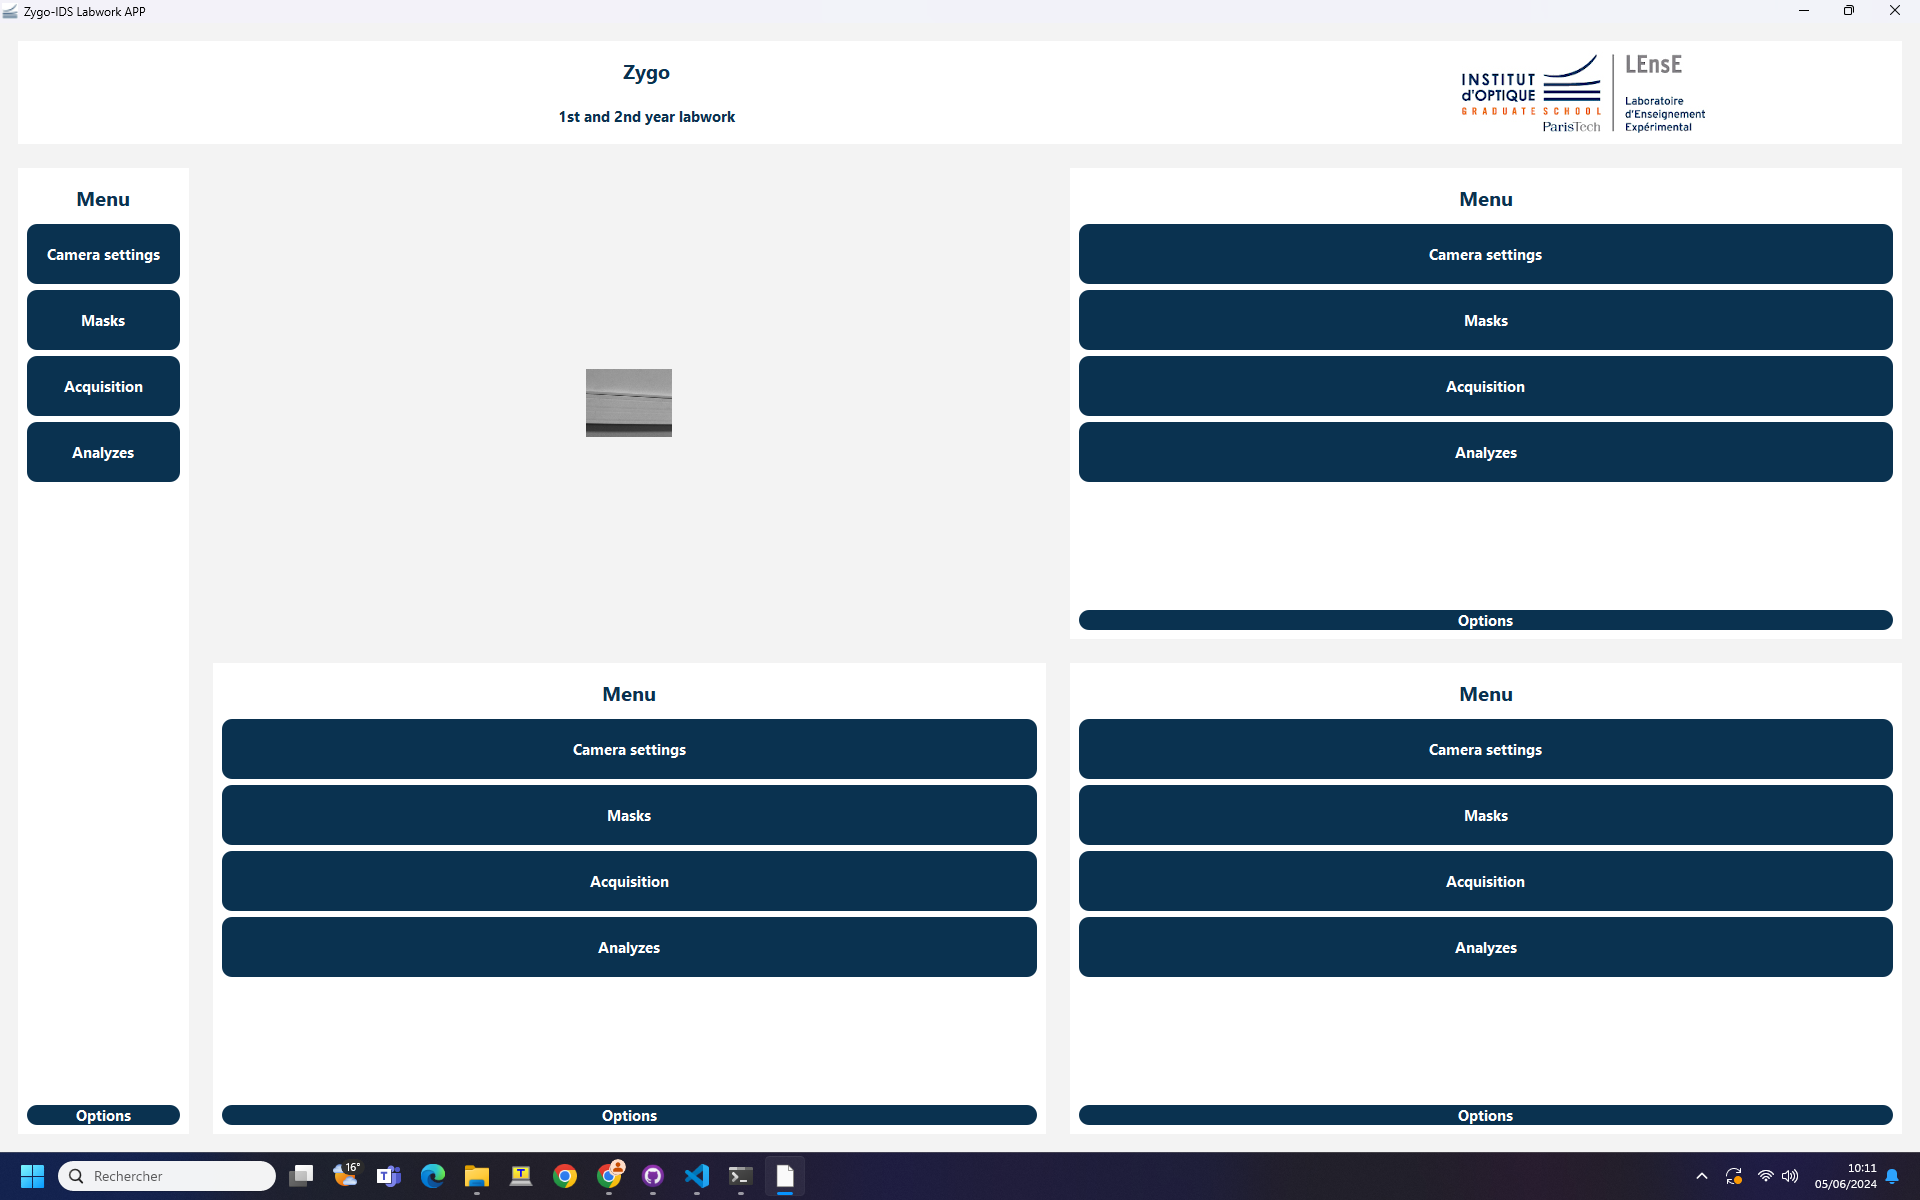 Zygo-IDS Labwork APP
Zygo
1st and 2nd year labwork
INSTITUT
d'OPTIQUE
GRADUATE SCHOOL
ParisTech
LEnsE
Laboratoire
d'Enseignement
Expérimental
Menu
Camera settings
Masks
Acquisition
Analyzes
Options
Menu
Camera settings
Masks
Acquisition
Analyzes
Options
Menu
Camera settings
Masks
Acquisition
Analyzes
Options
Menu
Camera settings
Masks
Acquisition
Analyzes
Options
Rechercher
16°
T
T
10:11
05/06/2024